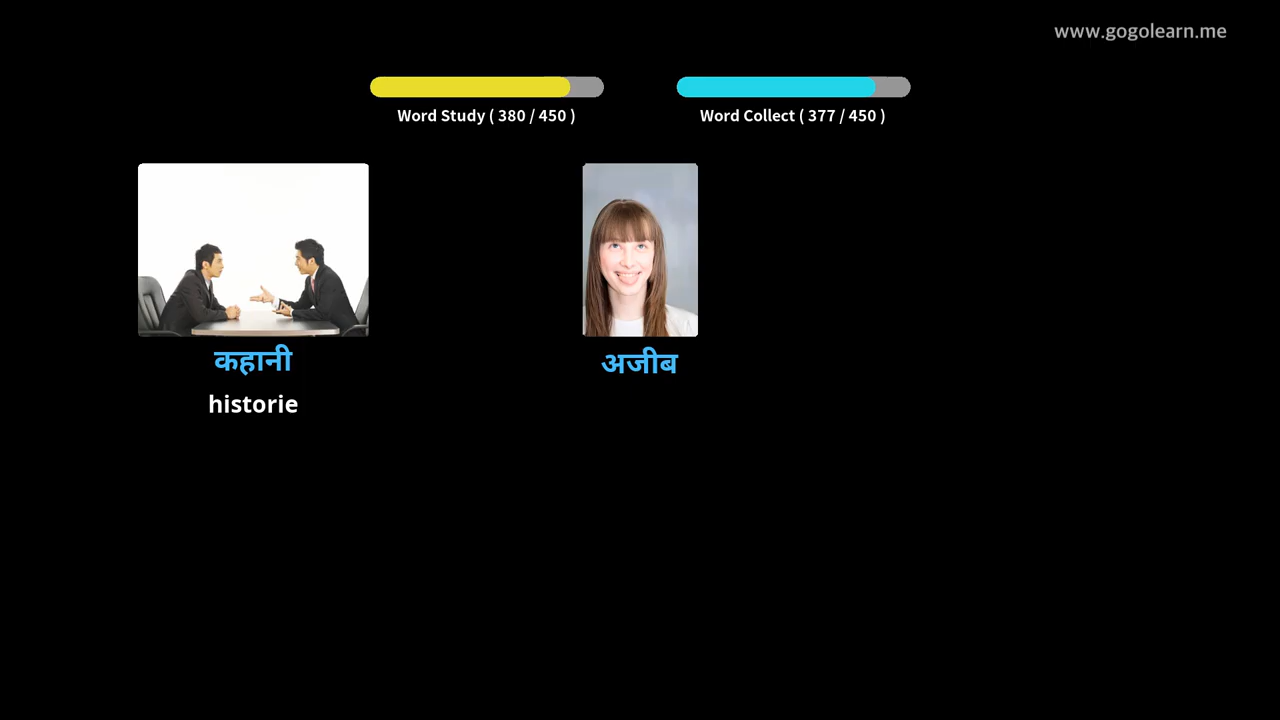 www.gogolearn.me
Word Study ( 380 / 450 )
Word Collect ( 377 / 450 )
कहानी
historie
अजीब